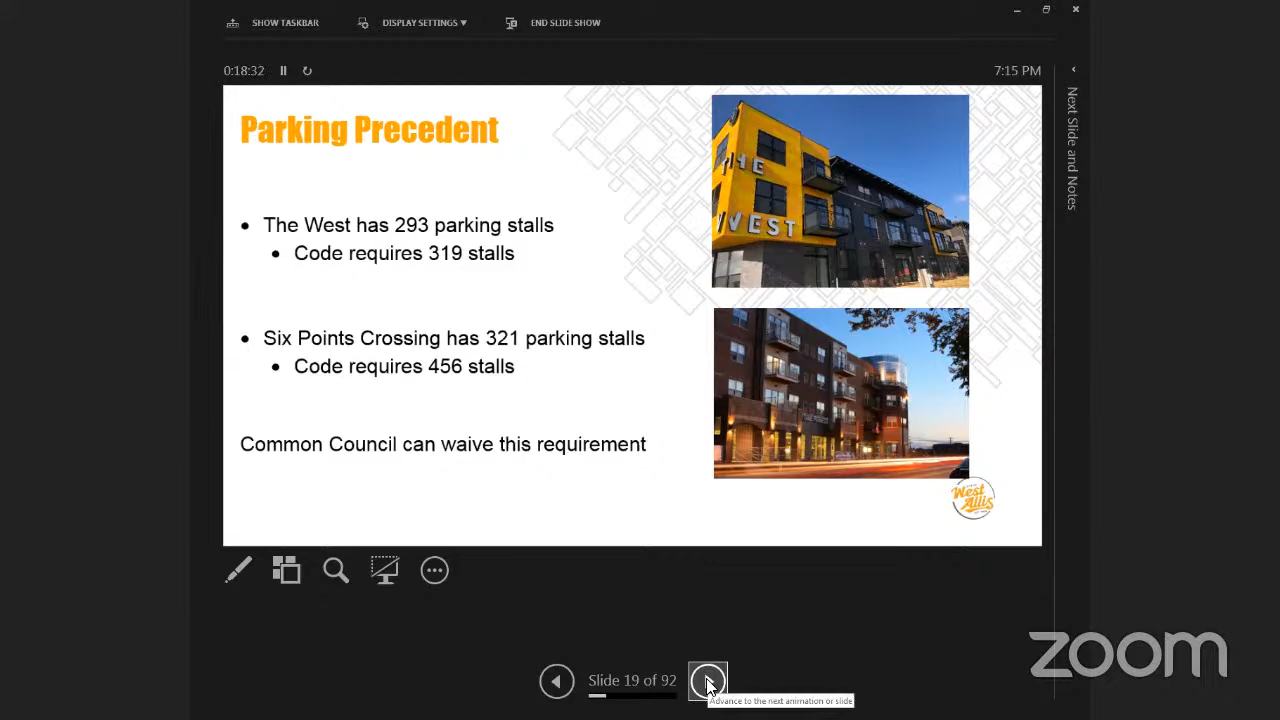 SHOW TASKBAR
DISPLAY SETTINGS ▼
END SLIDE SHOW
0:18:32
7:15 PM
Next Slide and Notes
Parking Precedent
THE
WEST
• The West has 293 parking stalls
• Code requires 319 stalls
• Six Points Crossing has 321 parking stalls
• Code requires 456 stalls
Common Council can waive this requirement
West
Allis
zoom
Slide 19 of 92
Advance to the next animation or slide